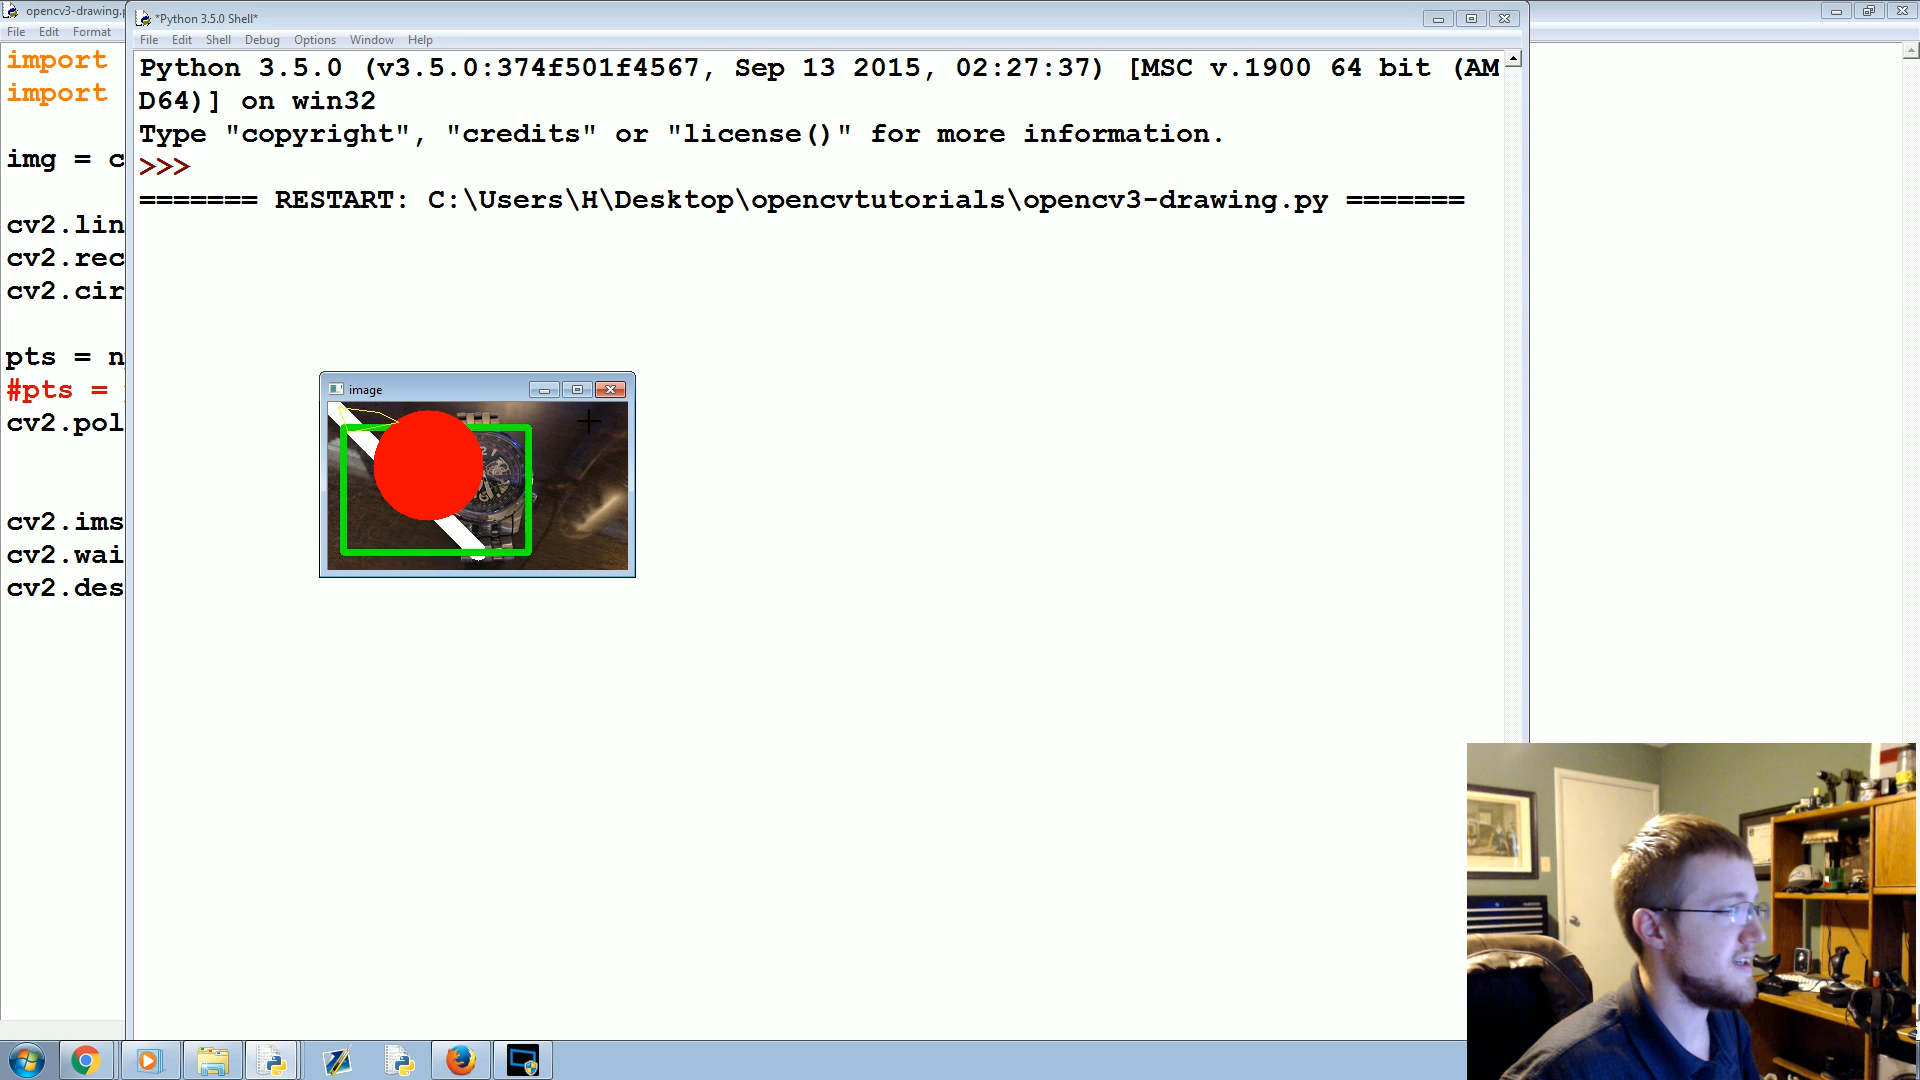 opencv3-drawing.p
File Edit Format
import
import
img = c
cv2.lin
cv2.rec
cv2.cir
pts = n
#pts =
cv2.pol
cv2.ims
cv2.wai
cv2.des
*Python 3.5.0 Shell*
File Edit Shell Debug Options Window Help
Python 3.5.0 (v3.5.0:374f501f4567, Sep 13 2015, 02:27:37) [MSC v.1900 64 bit (AM
D64)] on win32
Type "copyright", "credits" or "license()" for more information.
>>>
======= RESTART: C:\Users\H\Desktop\opencvtutorials\opencv3-drawing.py =======
image